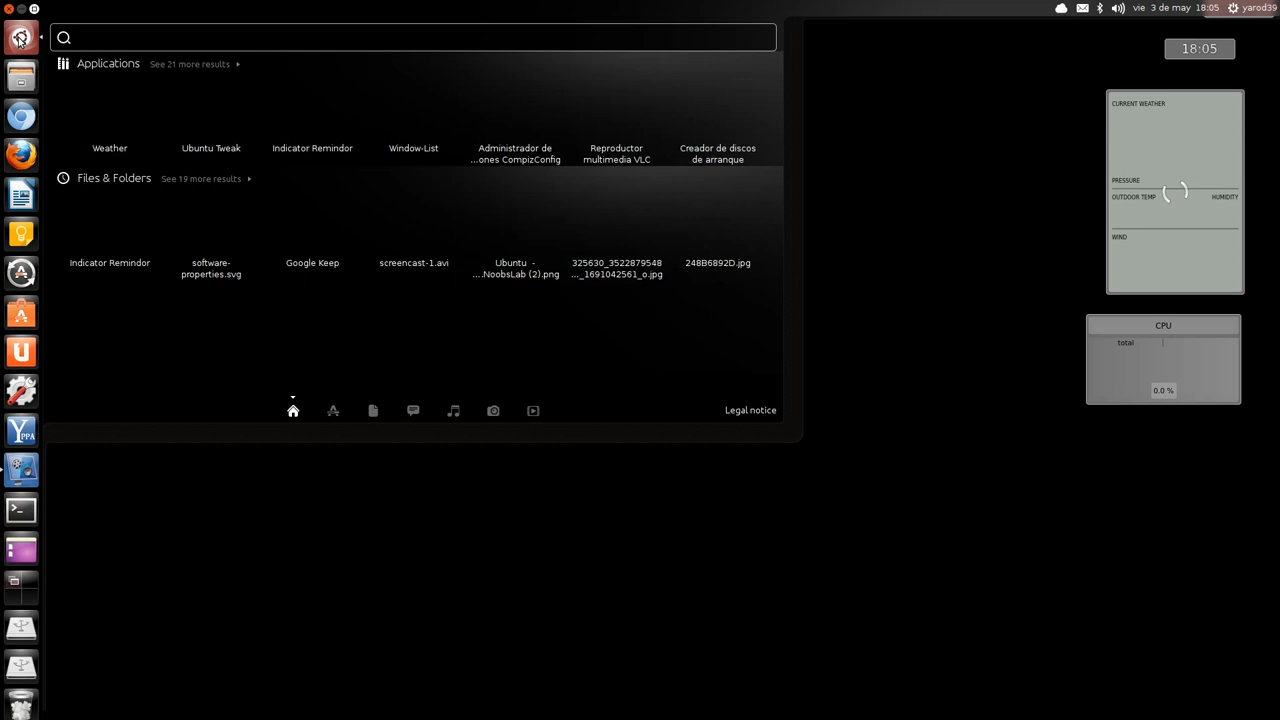 vie 3 de may 18:05 yarod39
18:05
Applications See 21 more results
Weather Ubuntu Tweak Indicator Remindor Window-List Administrador de Reproductor Creador de discos
...ones CompizConfig multimedia VLC de arranque
Files & Folders See 19 more results
Indicator Remindor software- Google Keep screencast-1.avi Ubuntu - 325630_3522879548 248B6892D.jpg
properties.svg ....NoobsLab (2).png ..._1691042561_o.jpg
Legal notice
CURRENT WEATHER
PRESSURE
OUTDOOR TEMP HUMIDITY
WIND
CPU
total
0.0 %
YPPA